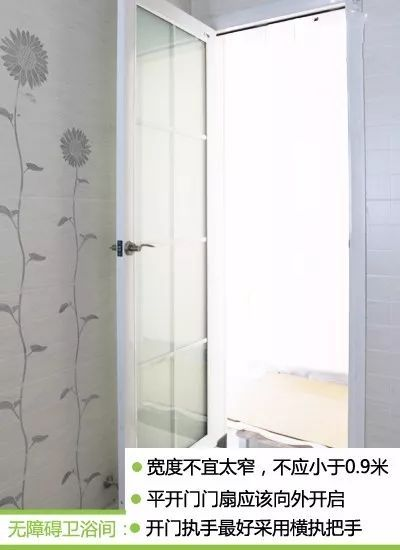 ● 宽度不宜太窄，不应小于0.9米
● 平开门门扇应该向外开启
无障碍卫浴间：● 开门执手最好采用横执把手